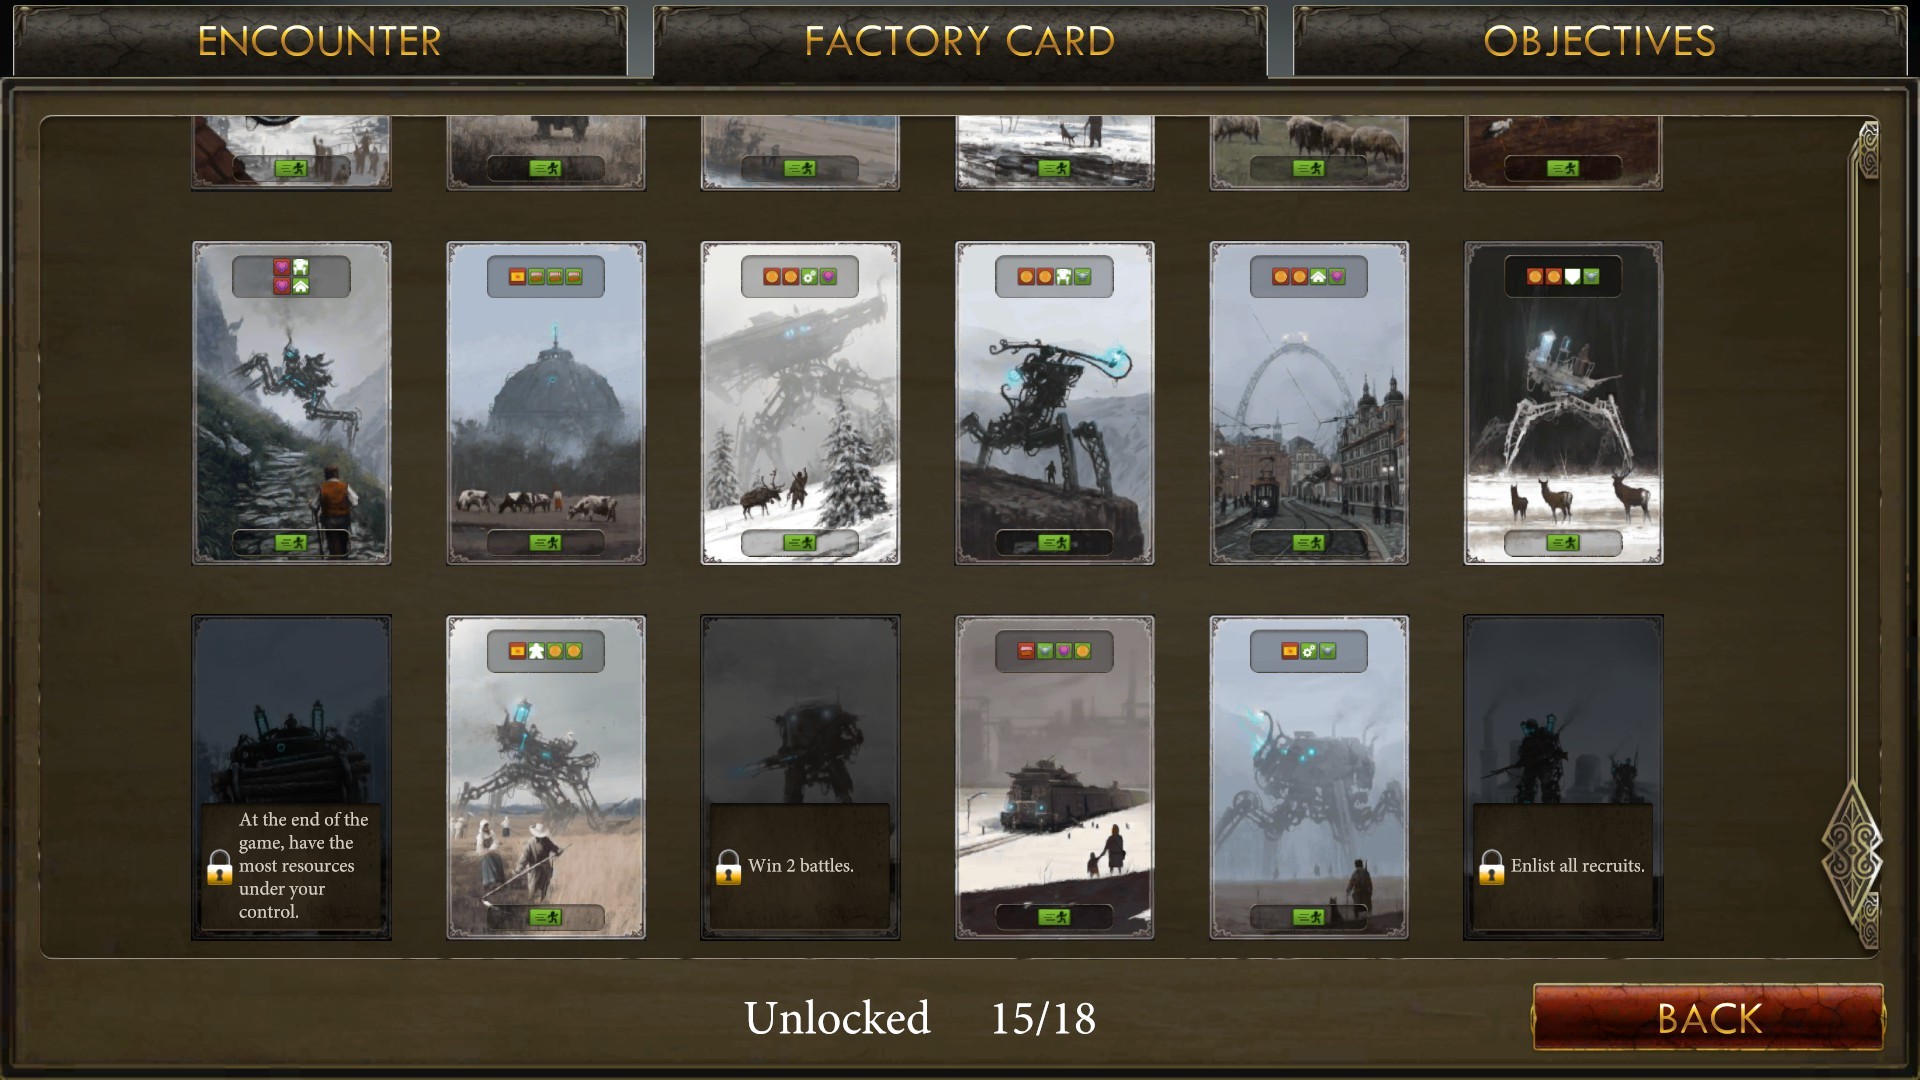 ENCOUNTER
FACTORY CARD
OBJECTIVES
At the end of the
game, have the
most resources
under your
control.
Win 2 battles.
Enlist all recruits.
Unlocked 15/18
BACK